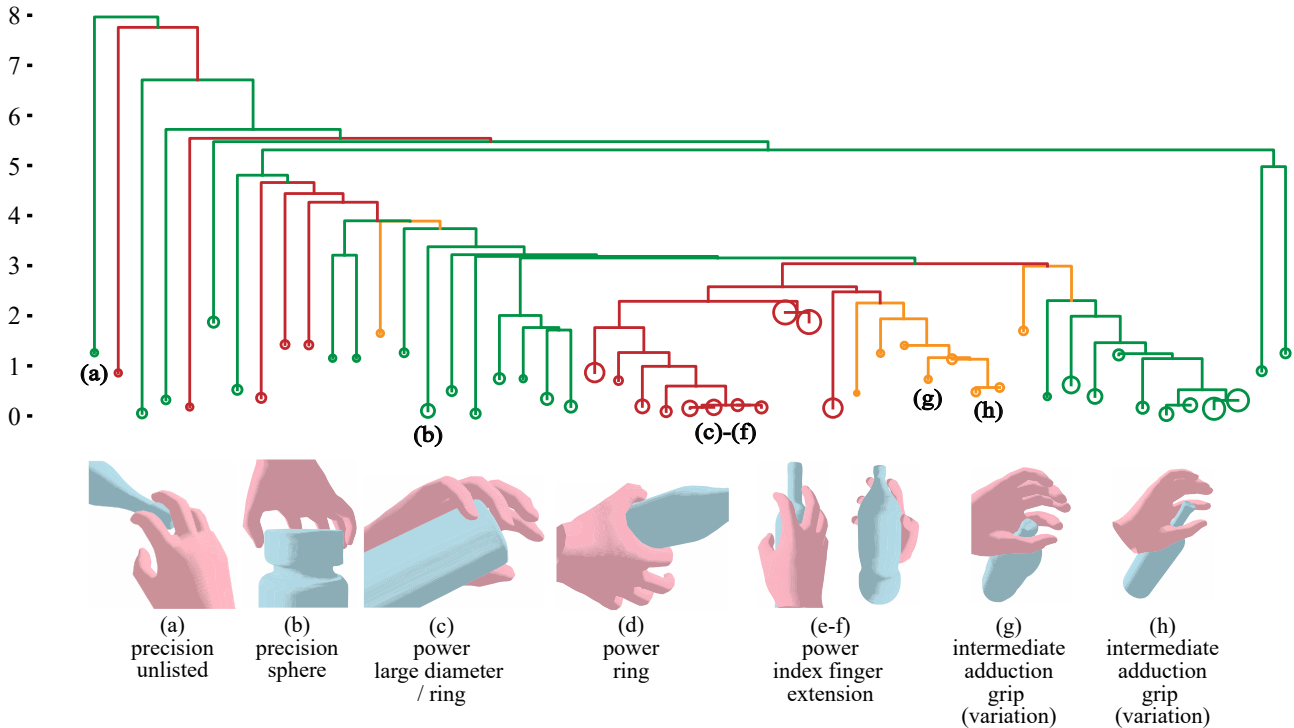 8
7
6
5
4
3
2
1
0
(a)
(b)
(c)-(f)
(g)
(h)
(a)
precision
unlisted
(b)
precision
sphere
(c)
power
large diameter
/ ring
(d)
power
ring
(e-f)
power
index finger
extension
(g)
intermediate
adduction
grip
(variation)
(h)
intermediate
adduction
grip
(variation)